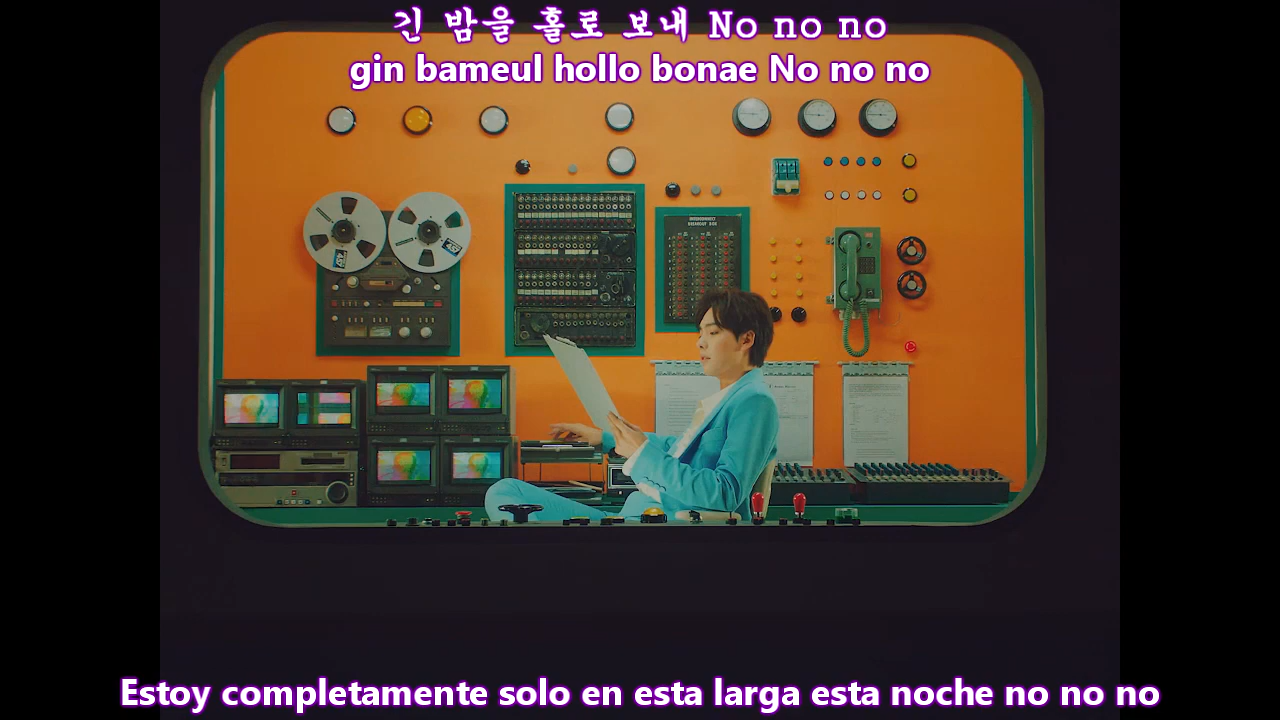 긴 밤을 홀로 보내 No no no
gin bameul hollo bonae No no no
Estoy completamente solo en esta larga esta noche no no no